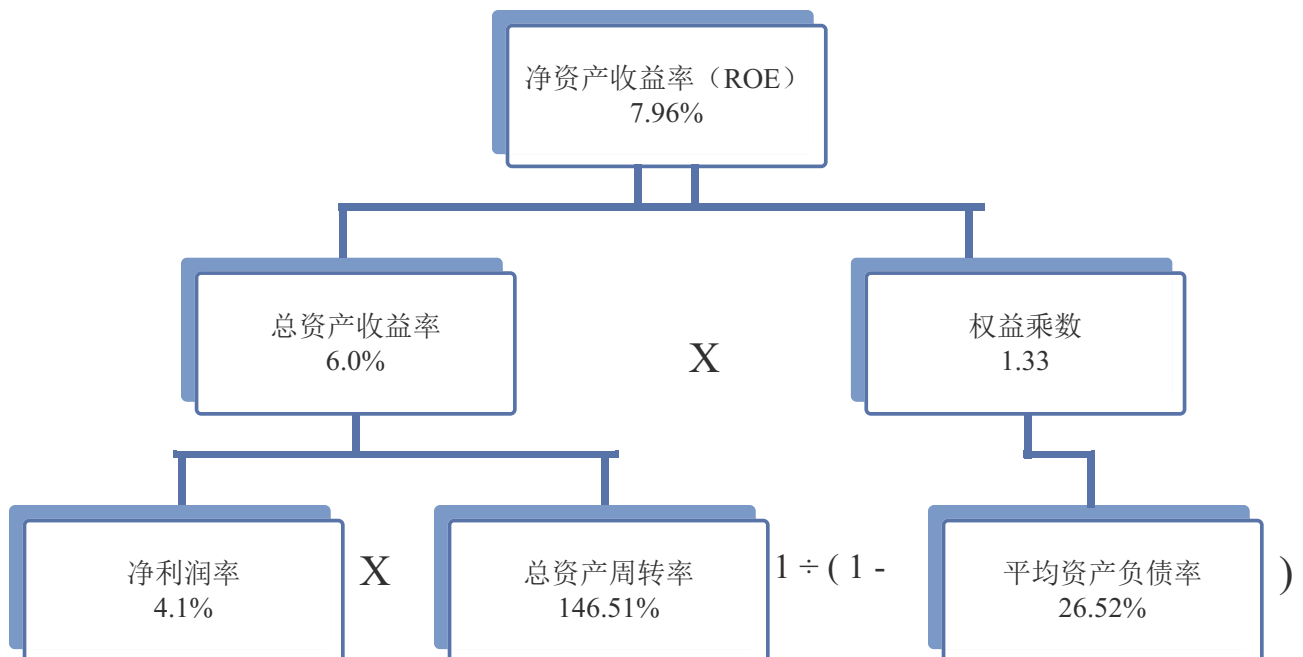 净资产收益率（ROE）
7.96%
总资产收益率
6.0%
X
权益乘数
1.33
净利润率
4.1%
X
总资产周转率
146.51%
1 ÷ ( 1 -
平均资产负债率
26.52%
)